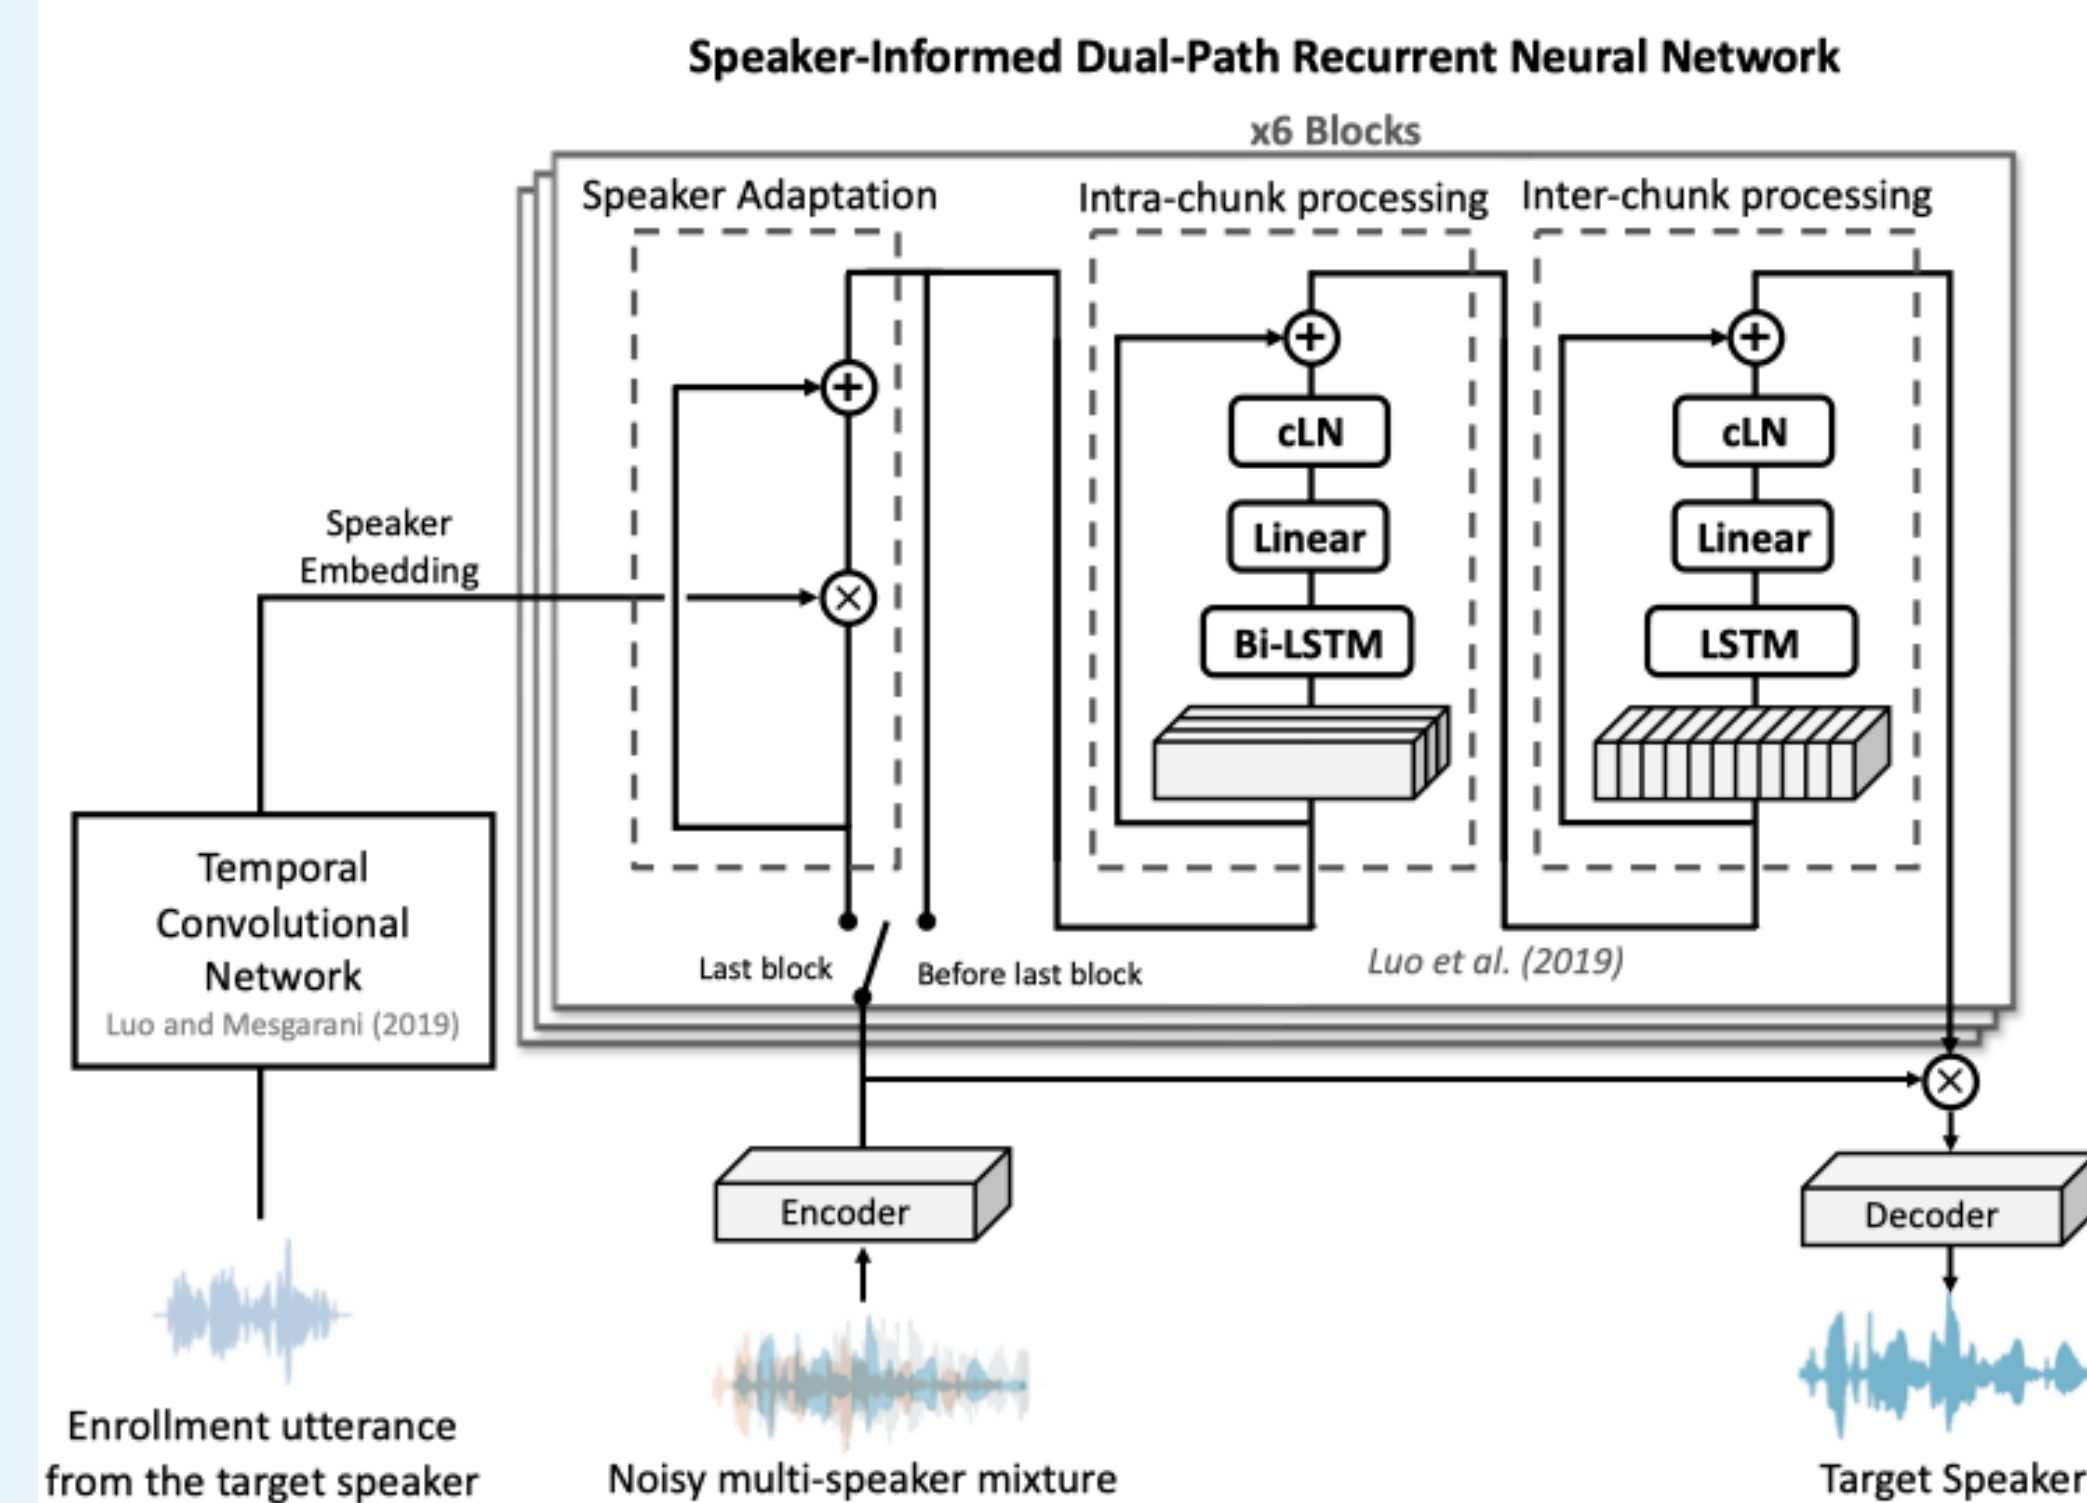 Speaker-Informed Dual-Path Recurrent Neural Network
x6 Blocks
Speaker Adaptation
Intra-chunk processing
Inter-chunk processing
+
+
+
cLN
cLN
Linear
Linear
Speaker
Embedding
×
Bi-LSTM
LSTM
Temporal
Convolutional
Network
Luo and Mesgarani (2019)
Last block
Before last block
Luo et al. (2019)
×
Encoder
Decoder
Enrollment utterance
from the target speaker
Noisy multi-speaker mixture
Target Speaker